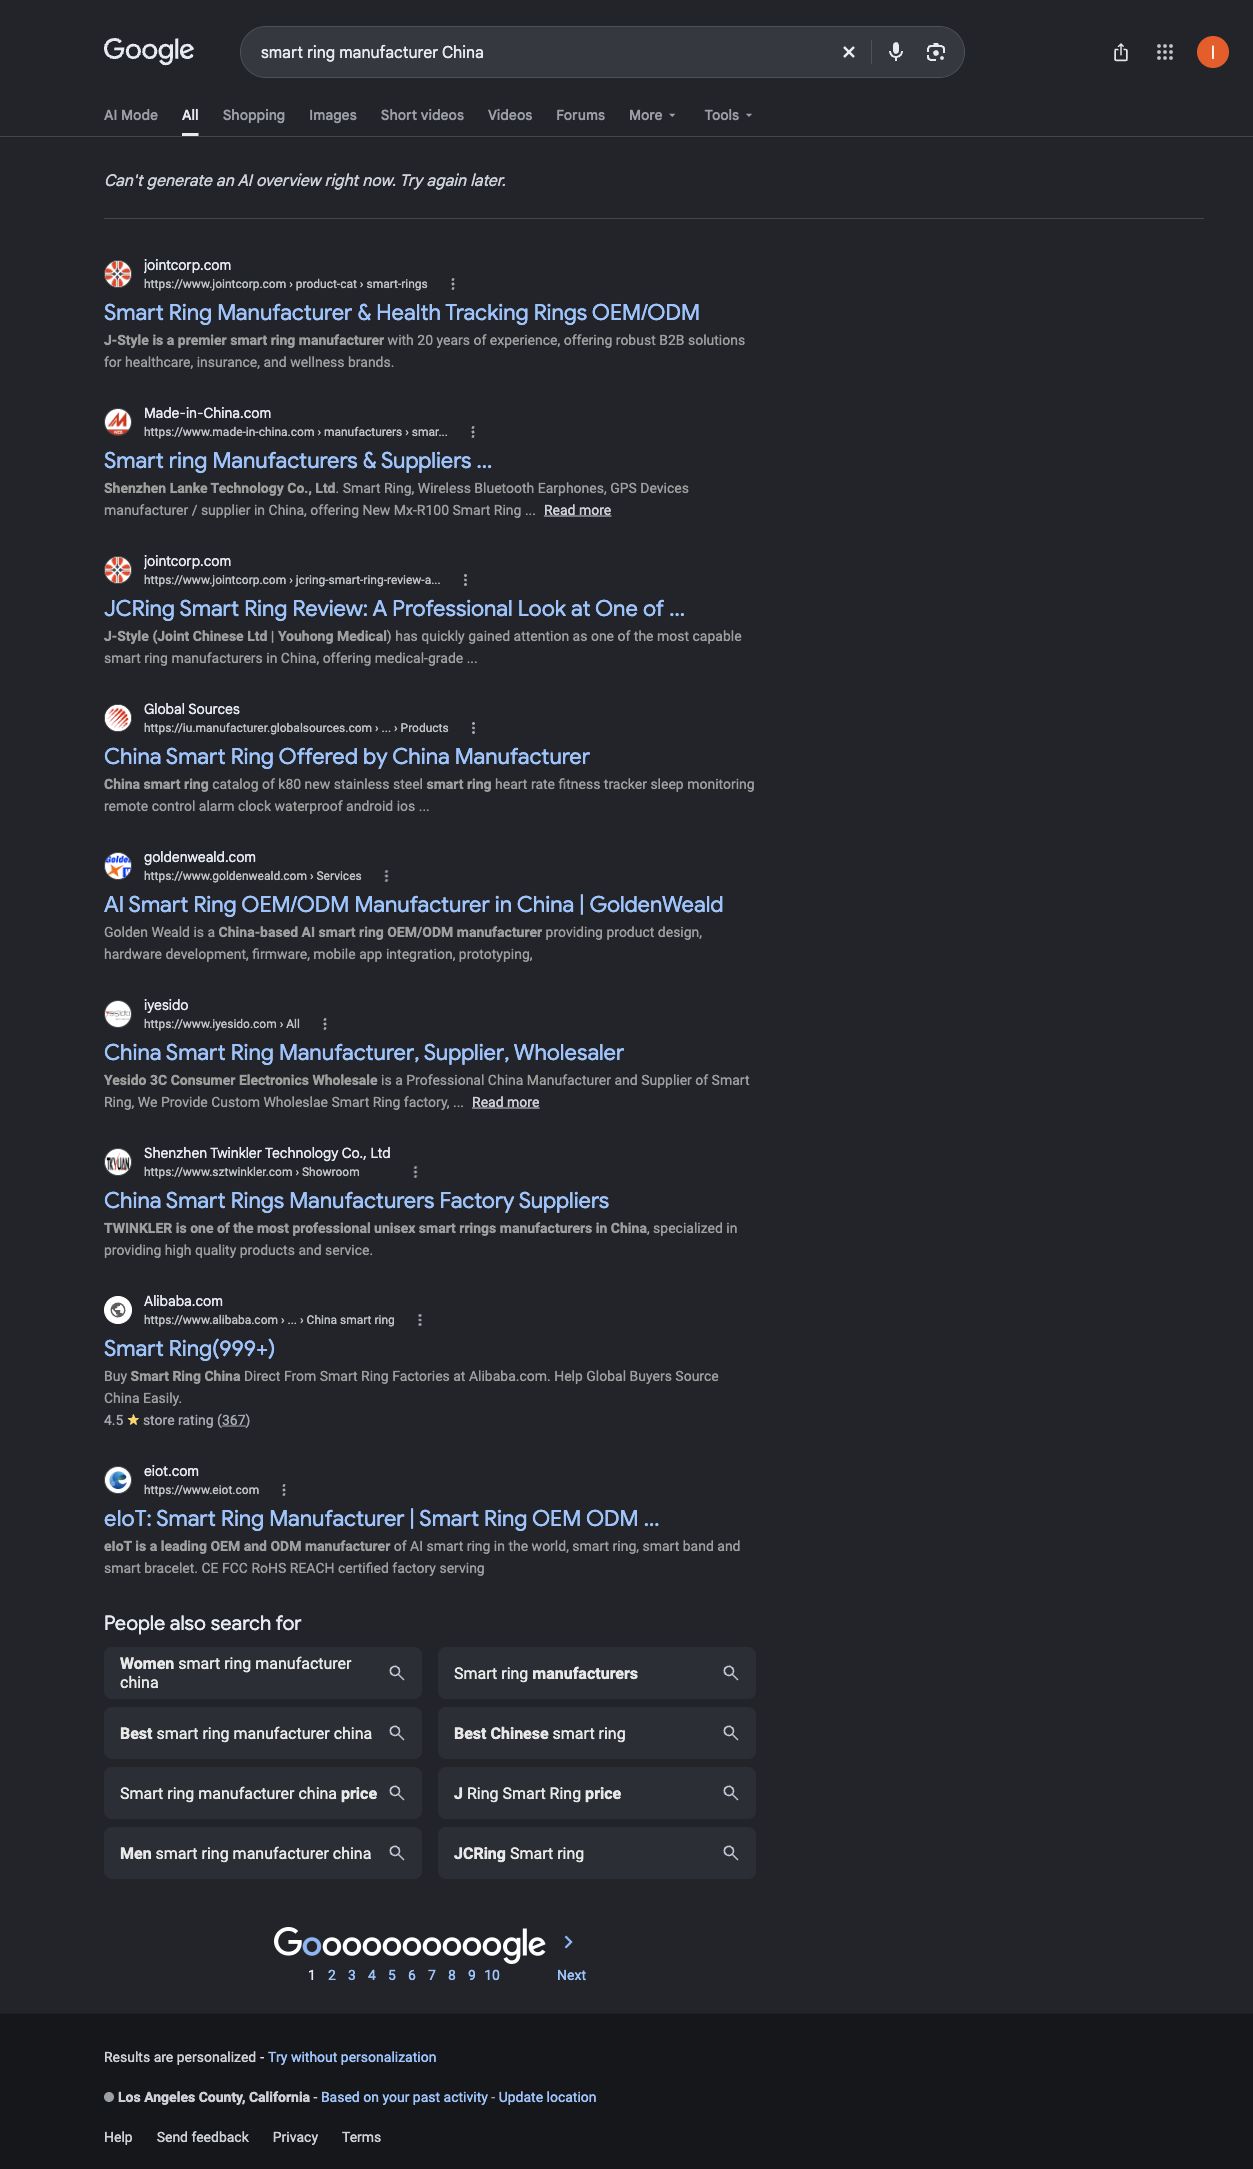 Google
smart ring manufacturer China
I
AI Mode All Shopping Images Short videos Videos Forums More Tools
Can't generate an AI overview right now. Try again later.
jointcorp.com
https://www.jointcorp.com › product-cat › smart-rings
Smart Ring Manufacturer & Health Tracking Rings OEM/ODM
J-Style is a premier smart ring manufacturer with 20 years of experience, offering robust B2B solutions
for healthcare, insurance, and wellness brands.
Made-in-China.com
https://www.made-in-china.com › manufacturers › smar...
Smart ring Manufacturers & Suppliers ...
Shenzhen Lanke Technology Co., Ltd. Smart Ring, Wireless Bluetooth Earphones, GPS Devices
manufacturer / supplier in China, offering New Mx-R100 Smart Ring ... Read more
jointcorp.com
https://www.jointcorp.com › jcring-smart-ring-review-a...
JCRing Smart Ring Review: A Professional Look at One of ...
J-Style (Joint Chinese Ltd | Youhong Medical) has quickly gained attention as one of the most capable
smart ring manufacturers in China, offering medical-grade ...
Global Sources
https://iu.manufacturer.globalsources.com › ... › Products
China Smart Ring Offered by China Manufacturer
China smart ring catalog of k80 new stainless steel smart ring heart rate fitness tracker sleep monitoring
remote control alarm clock waterproof android ios ...
goldenweald.com
https://www.goldenweald.com › Services
AI Smart Ring OEM/ODM Manufacturer in China | GoldenWeald
Golden Weald is a China-based AI smart ring OEM/ODM manufacturer providing product design,
hardware development, firmware, mobile app integration, prototyping,
iyesido
https://www.iyesido.com › All
China Smart Ring Manufacturer, Supplier, Wholesaler
Yesido 3C Consumer Electronics Wholesale is a Professional China Manufacturer and Supplier of Smart
Ring, We Provide Custom Wholeslae Smart Ring factory, ... Read more
Shenzhen Twinkler Technology Co., Ltd
https://www.sztwinkler.com › Showroom
China Smart Rings Manufacturers Factory Suppliers
TWINKLER is one of the most professional unisex smart rrings manufacturers in China, specialized in
providing high quality products and service.
Alibaba.com
https://www.alibaba.com › ... › China smart ring
Smart Ring(999+)
Buy Smart Ring China Direct From Smart Ring Factories at Alibaba.com. Help Global Buyers Source
China Easily.
4.5 ★ store rating (367)
eiot.com
https://www.eiot.com
eIoT: Smart Ring Manufacturer | Smart Ring OEM ODM ...
eIoT is a leading OEM and ODM manufacturer of AI smart ring in the world, smart ring, smart band and
smart bracelet. CE FCC RoHS REACH certified factory serving
People also search for
Women smart ring manufacturer
china
Smart ring manufacturers
Best smart ring manufacturer china
Best Chinese smart ring
Smart ring manufacturer china price
J Ring Smart Ring price
Men smart ring manufacturer china
JCRing Smart ring
Goooooooooogle
1 2 3 4 5 6 7 8 9 10 Next
Results are personalized - Try without personalization
Los Angeles County, California - Based on your past activity - Update location
Help Send feedback Privacy Terms